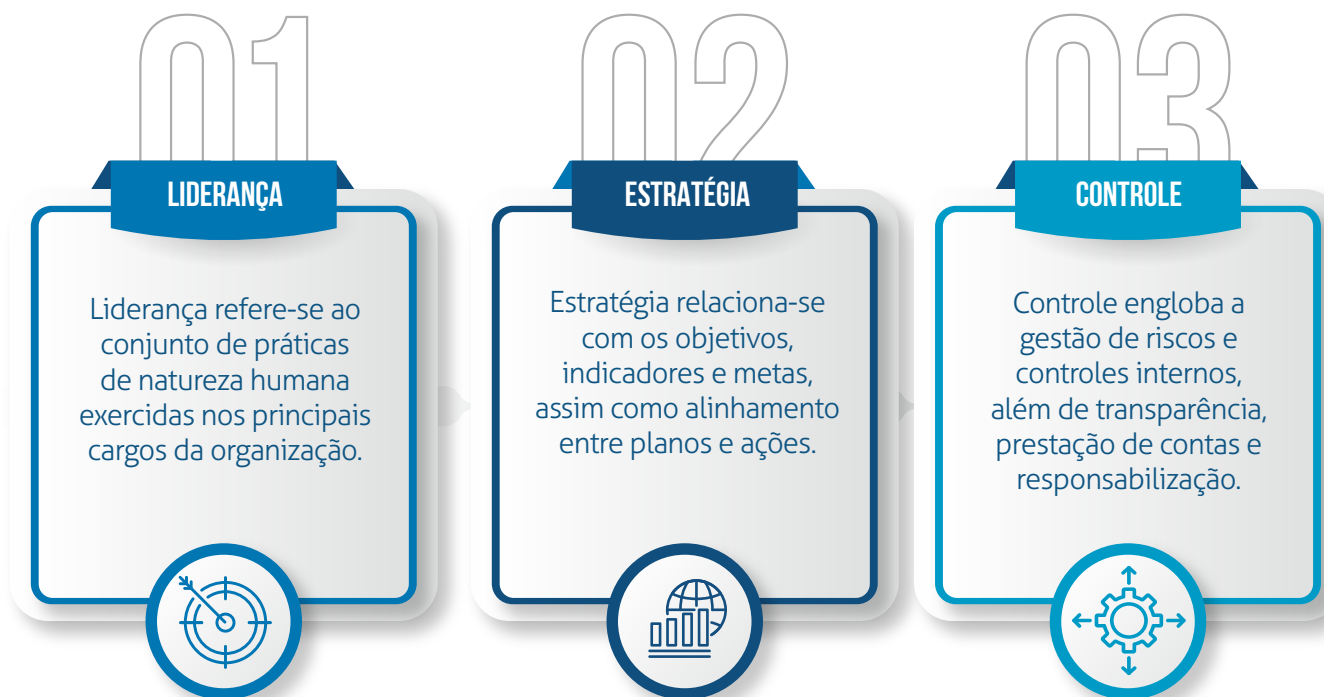 01
LIDERANÇA
Liderança refere-se ao
conjunto de práticas
de natureza humana
exercidas nos principais
cargos da organização.
02
ESTRATÉGIA
Estratégia relaciona-se
com os objetivos,
indicadores e metas,
assim como alinhamento
entre planos e ações.
03
CONTROLE
Controle engloba a
gestão de riscos e
controles internos,
além de transparência,
prestação de contas e
responsabilização.